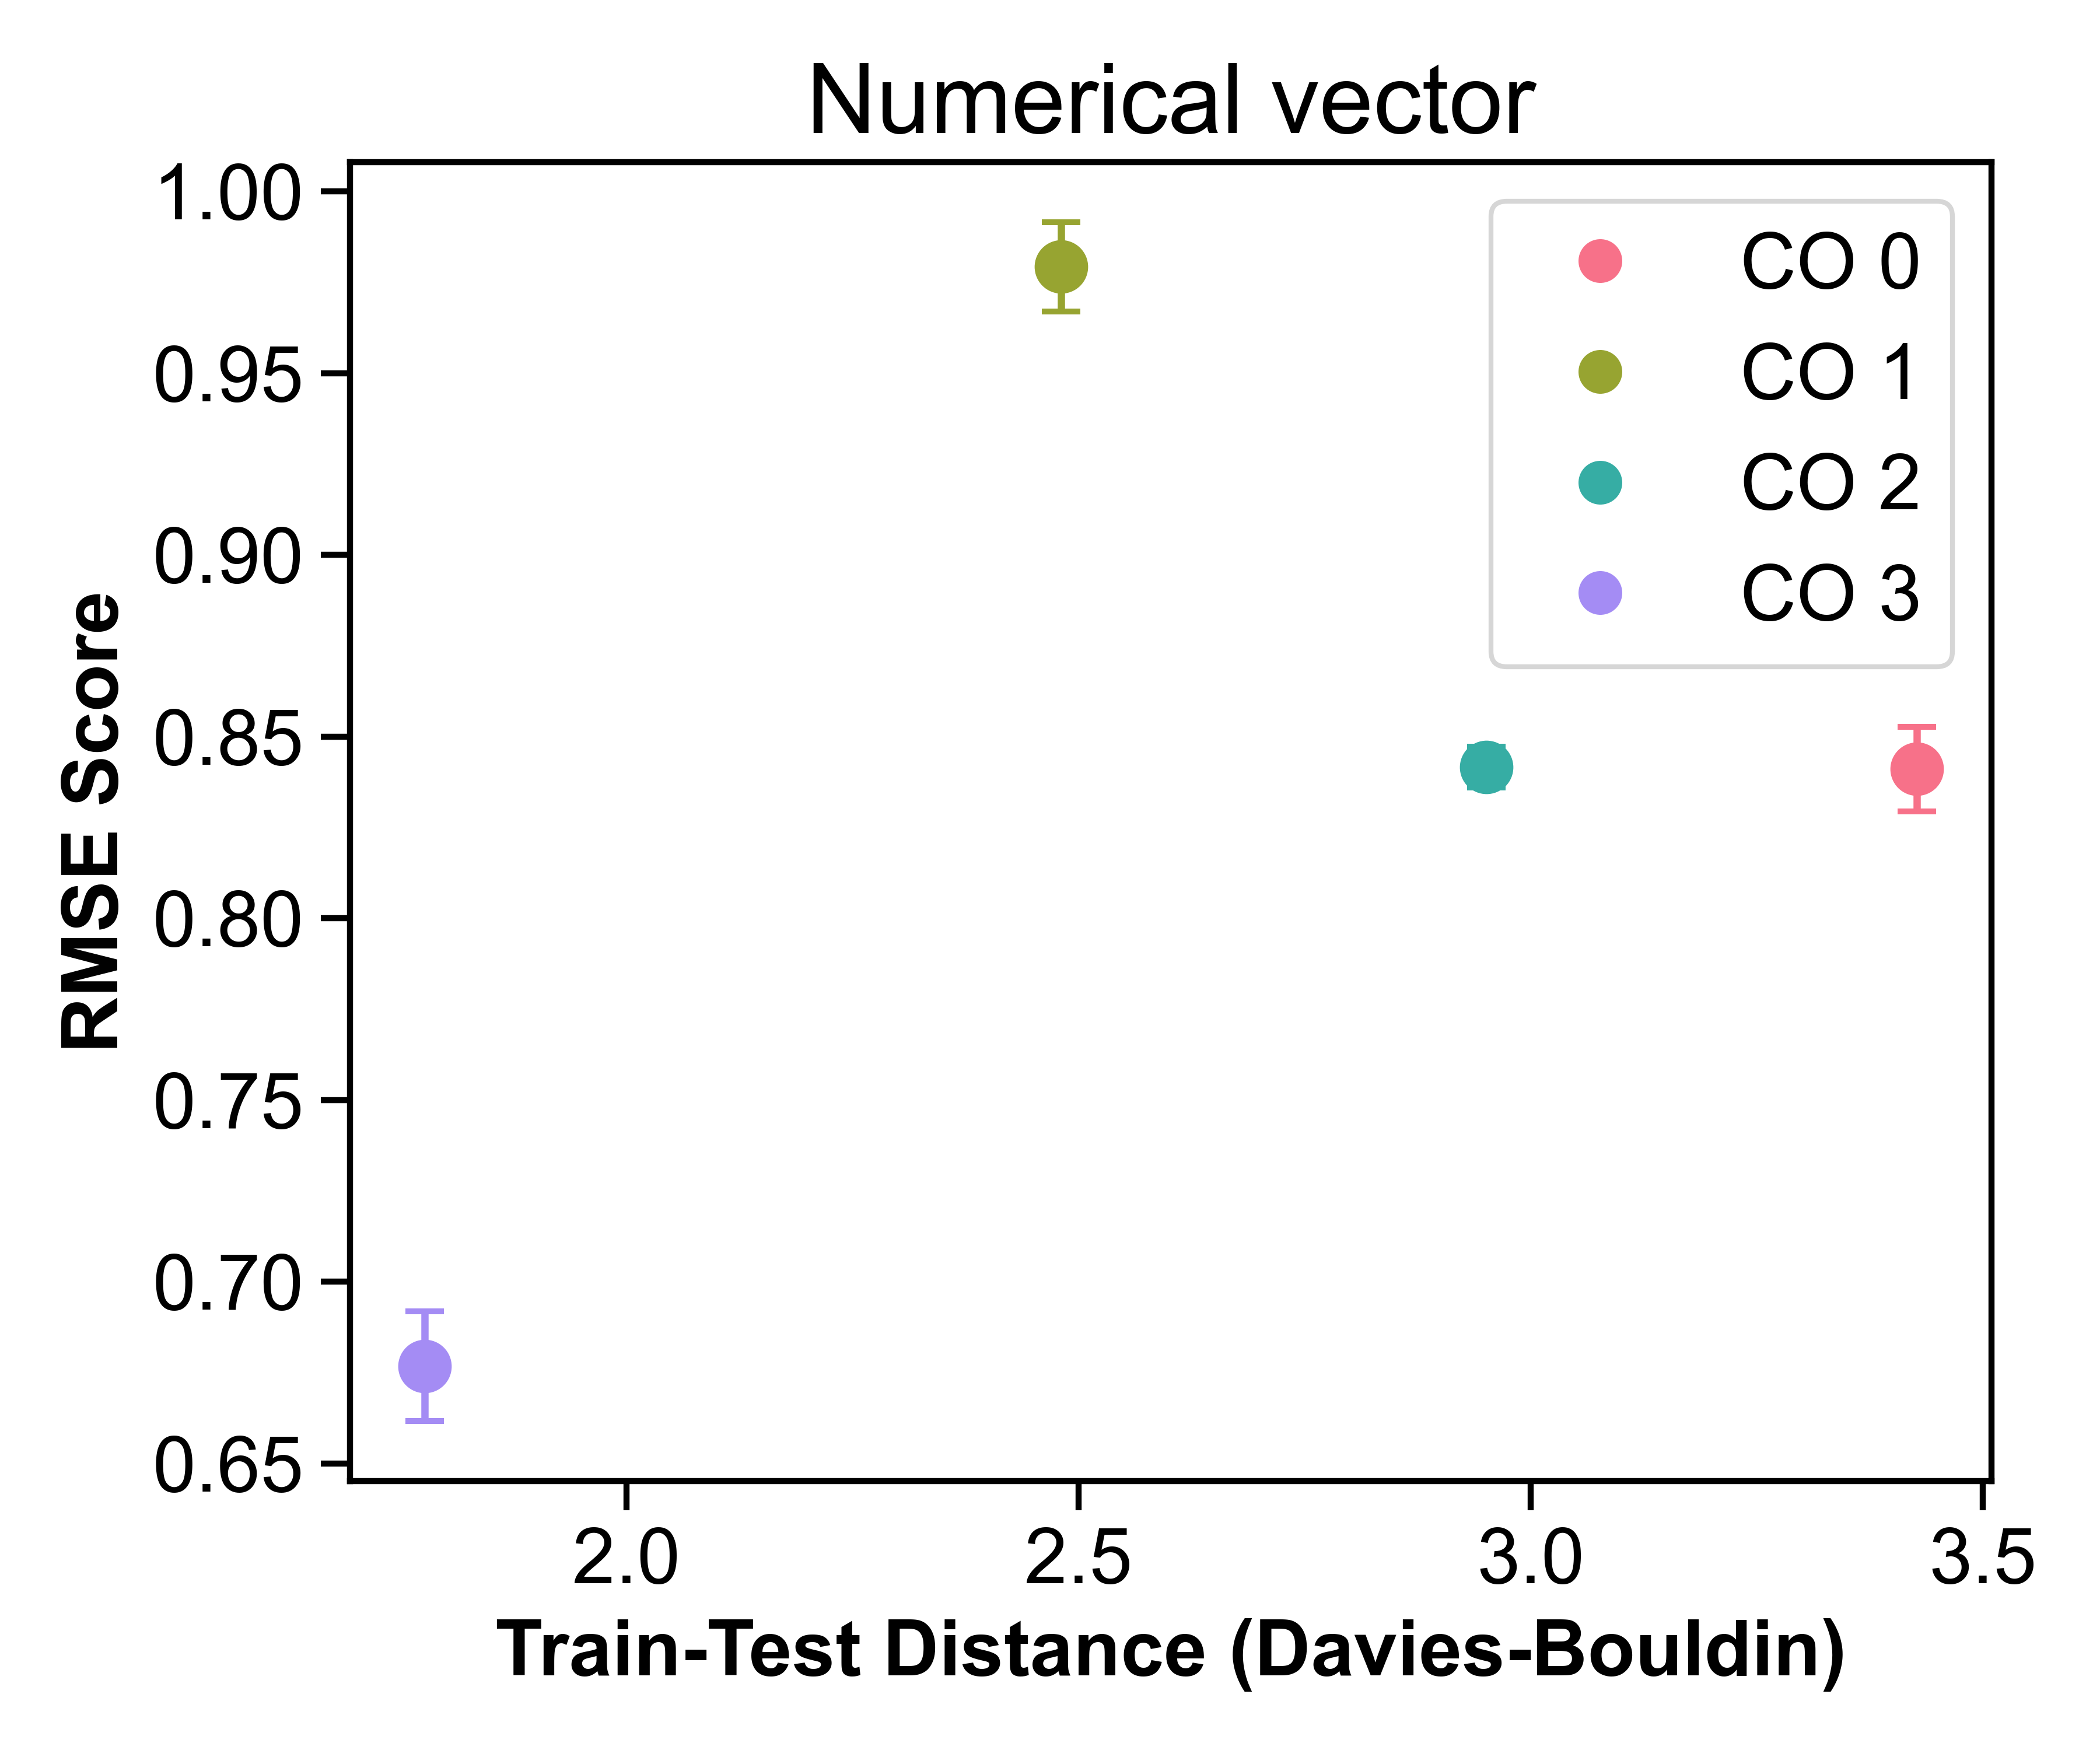 Numerical vector
1.00
0.95
0.90
0.85
0.80
0.75
0.70
0.65
RMSE Score
CO 0
CO 1
CO 2
CO 3
2.0 2.5 3.0 3.5
Train-Test Distance (Davies-Bouldin)